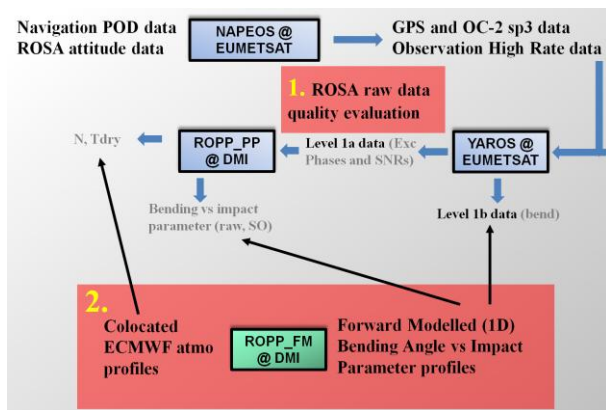 Navigation POD data
ROSA attitude data
NAPEOS @
EUMETSAT
GPS and OC-2 sp3 data
Observation High Rate data
1. ROSA raw data
quality evaluation
N, Tdry
ROPP_PP
@ DMI
Level 1a data (Exc
Phases and SNRs)
YAROS @
EUMETSAT
Bending vs impact
parameter (raw, SO)
Level 1b data (bend)
2.
Colocated
ECMWF atmo
profiles
ROPP_FM
@ DMI
Forward Modelled (1D)
Bending Angle vs Impact
Parameter profiles